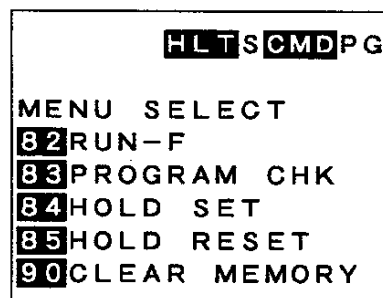 HLTSCMDPG
MENU SELECT
82RUN-F
83PROGRAM CHK
84HOLD SET
85HOLD RESET
90CLEAR MEMORY